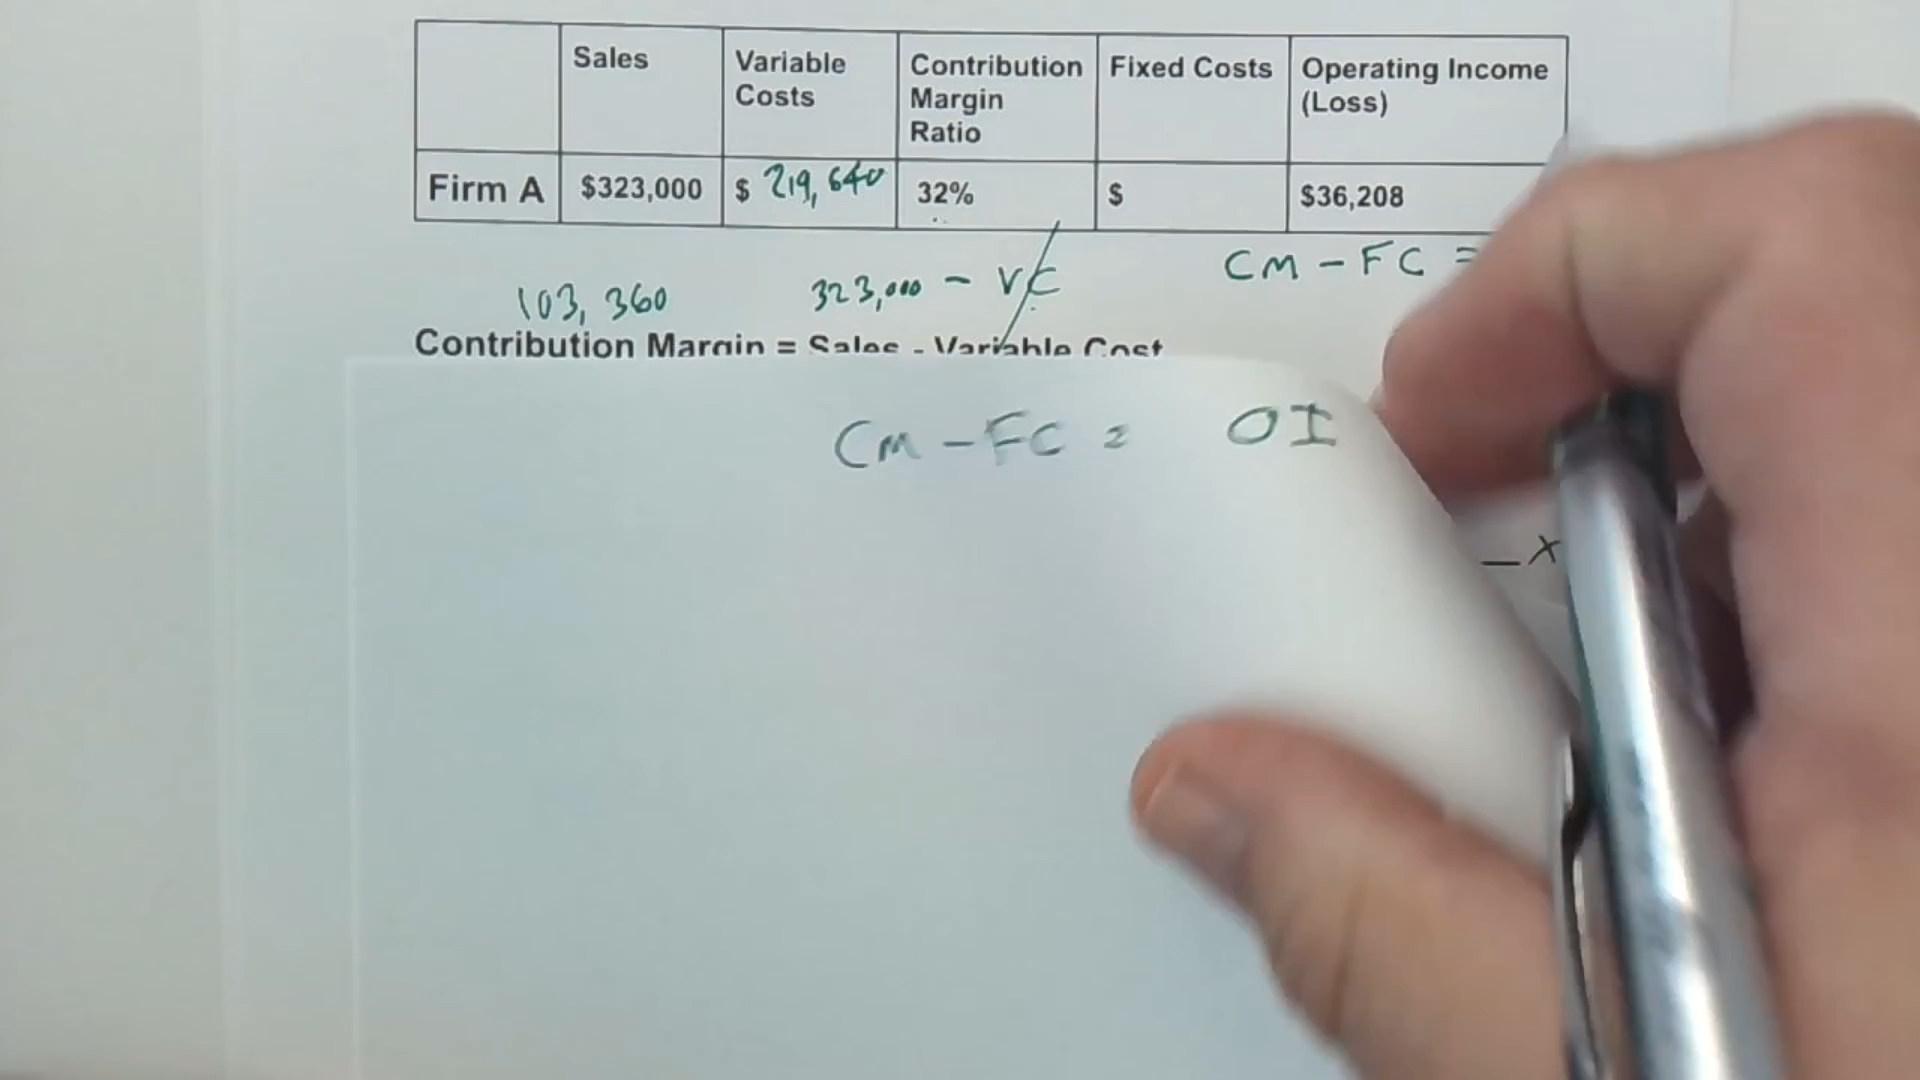 Sales Variable Costs Contribution Margin Ratio Fixed Costs Operating Income (Loss)
Firm A $323,000 $ 219,640 32% $ $36,208
CM - FC =
103,360 323,000 - VC
Contribution Margin = Sales - Variable Cost
CM - FC = OI
_ x